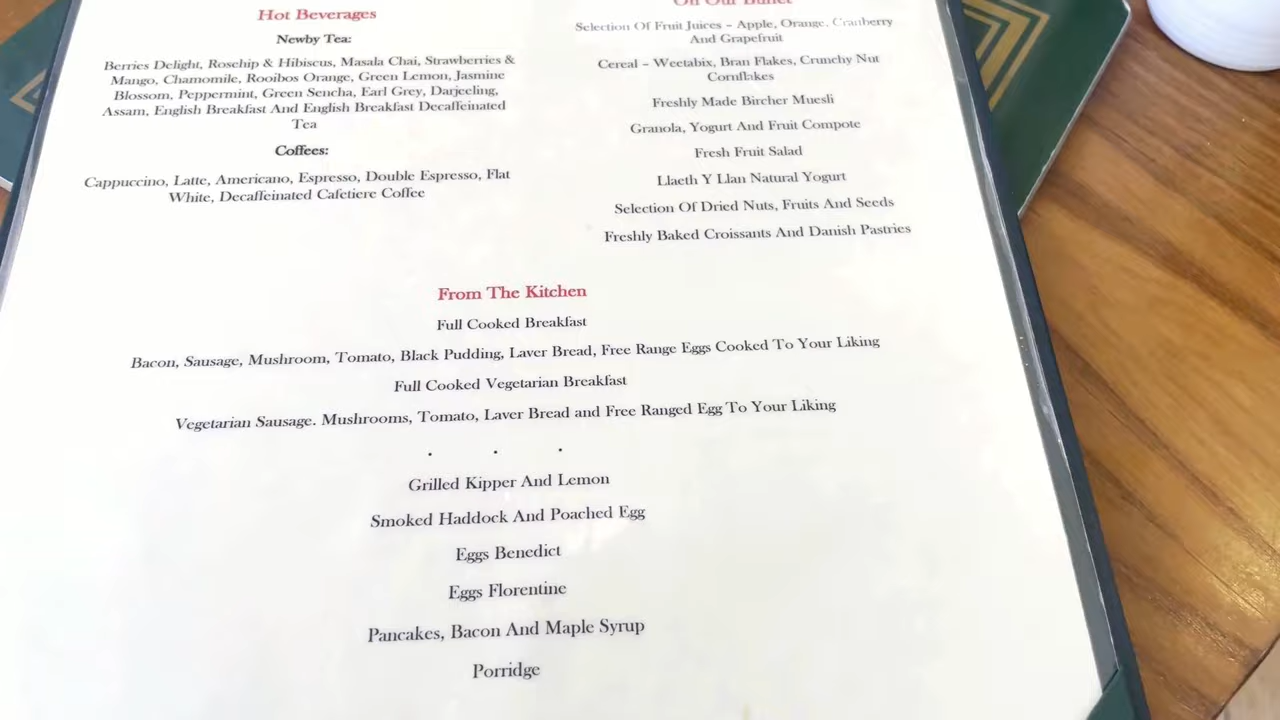 Hot Beverages
Newby Tea:
Berries Delight, Rosehip & Hibiscus, Masala Chai, Strawberries &
Mango, Chamomile, Rooibos Orange, Green Lemon, Jasmine
Blossom, Peppermint, Green Sencha, Earl Grey, Darjeeling,
Assam, English Breakfast And English Breakfast Decaffeinated
Tea
Coffees:
Cappuccino, Latte, Americano, Espresso, Double Espresso, Flat
White, Decaffeinated Cafetiere Coffee
On Our Buffet
Selection Of Fruit Juices – Apple, Orange, Cranberry
And Grapefruit
Cereal – Weetabix, Bran Flakes, Crunchy Nut
Cornflakes
Freshly Made Bircher Muesli
Granola, Yogurt And Fruit Compote
Fresh Fruit Salad
Llaeth Y Llan Natural Yogurt
Selection Of Dried Nuts, Fruits And Seeds
Freshly Baked Croissants And Danish Pastries
From The Kitchen
Full Cooked Breakfast
Bacon, Sausage, Mushroom, Tomato, Black Pudding, Laver Bread, Free Range Eggs Cooked To Your Liking
Full Cooked Vegetarian Breakfast
Vegetarian Sausage. Mushrooms, Tomato, Laver Bread and Free Ranged Egg To Your Liking
. . .
Grilled Kipper And Lemon
Smoked Haddock And Poached Egg
Eggs Benedict
Eggs Florentine
Pancakes, Bacon And Maple Syrup
Porridge